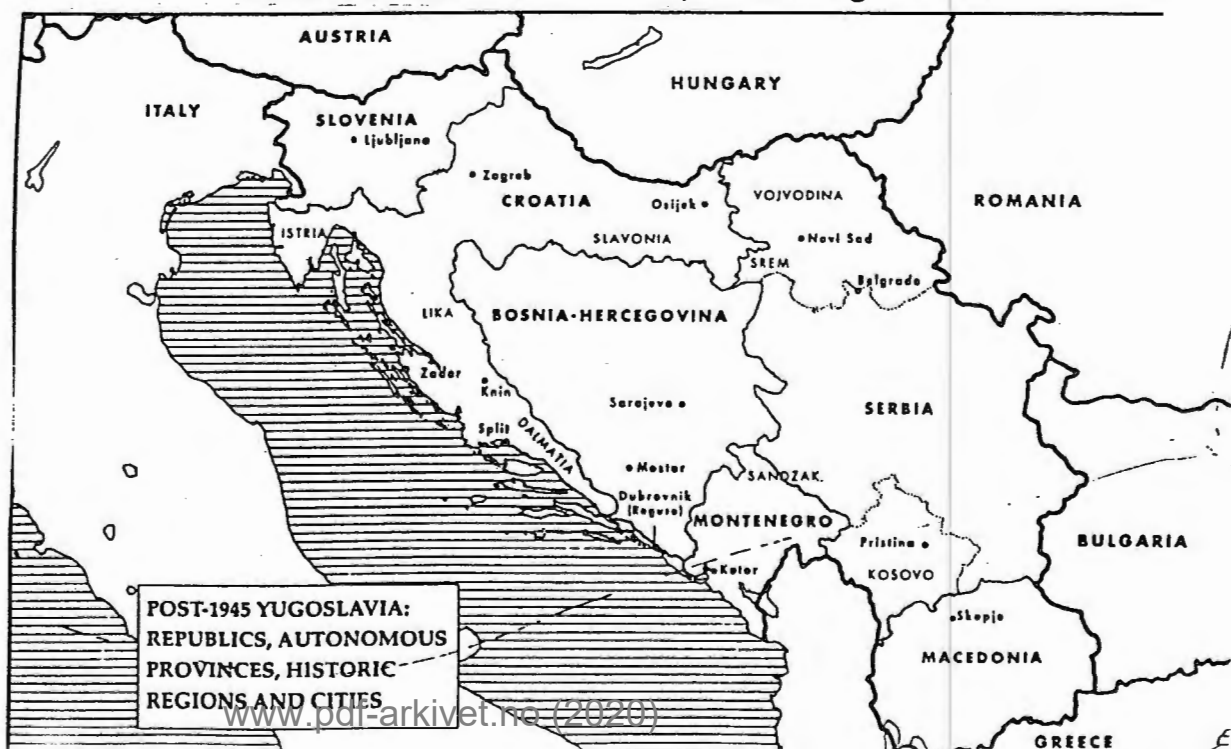 AUSTRIA
HUNGARY
ITALY
SLOVENIA
Ljubljana
Zagreb
CROATIA
Osijek
VOJVODINA
ROMANIA
ISTRIA
SLAVONIA
Novi Sad
SREM
Belgrade
LIKA
BOSNIA-HERCEGOVINA
Zadar
Knin
Sarajevo
SERBIA
Split
DALMATIA
Mostar
SANDZAK.
Dubrovnik
(Ragusa)
MONTENEGRO
Pristina
BULGARIA
Kotor
KOSOVO
POST-1945 YUGOSLAVIA:
REPUBLICS, AUTONOMOUS
PROVINCES, HISTORIC
REGIONS AND CITIES
Skopje
MACEDONIA
www.pdf-arkivet.no (2020)
GREECE